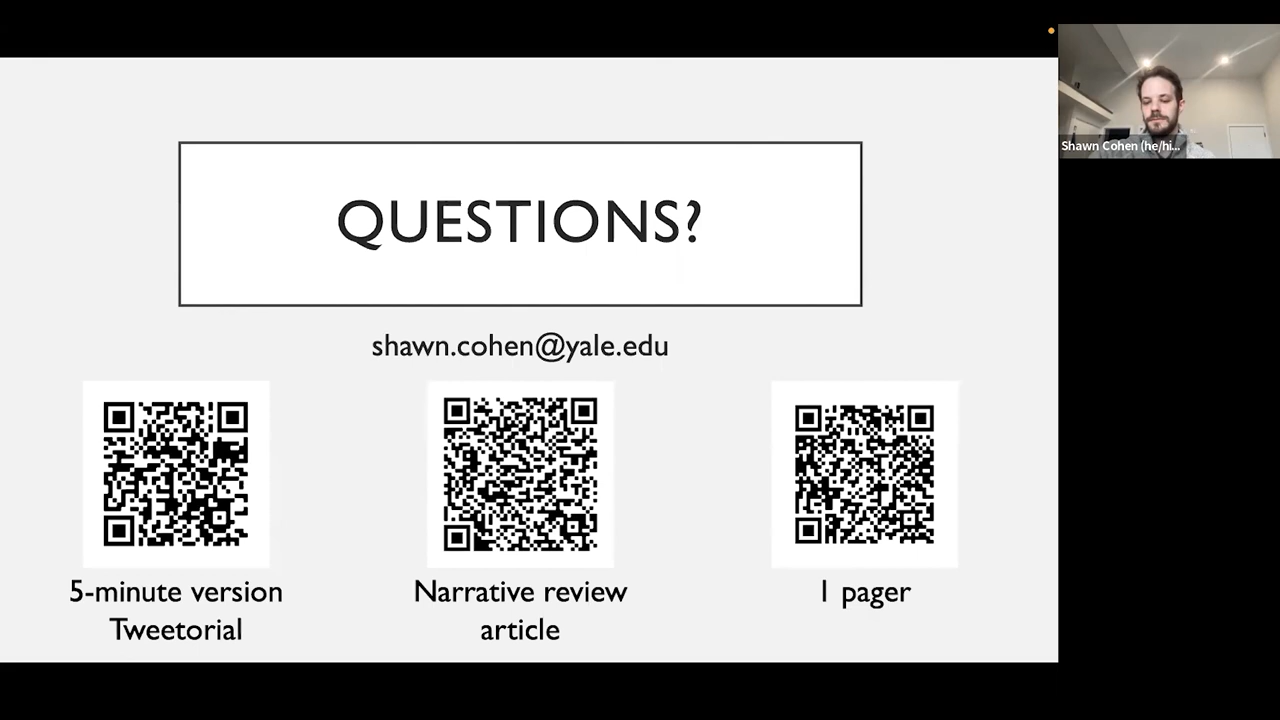 QUESTIONS?
shawn.cohen@yale.edu
5-minute version
Tweetorial
Narrative review
article
1 pager
Shawn Cohen (he/hi...